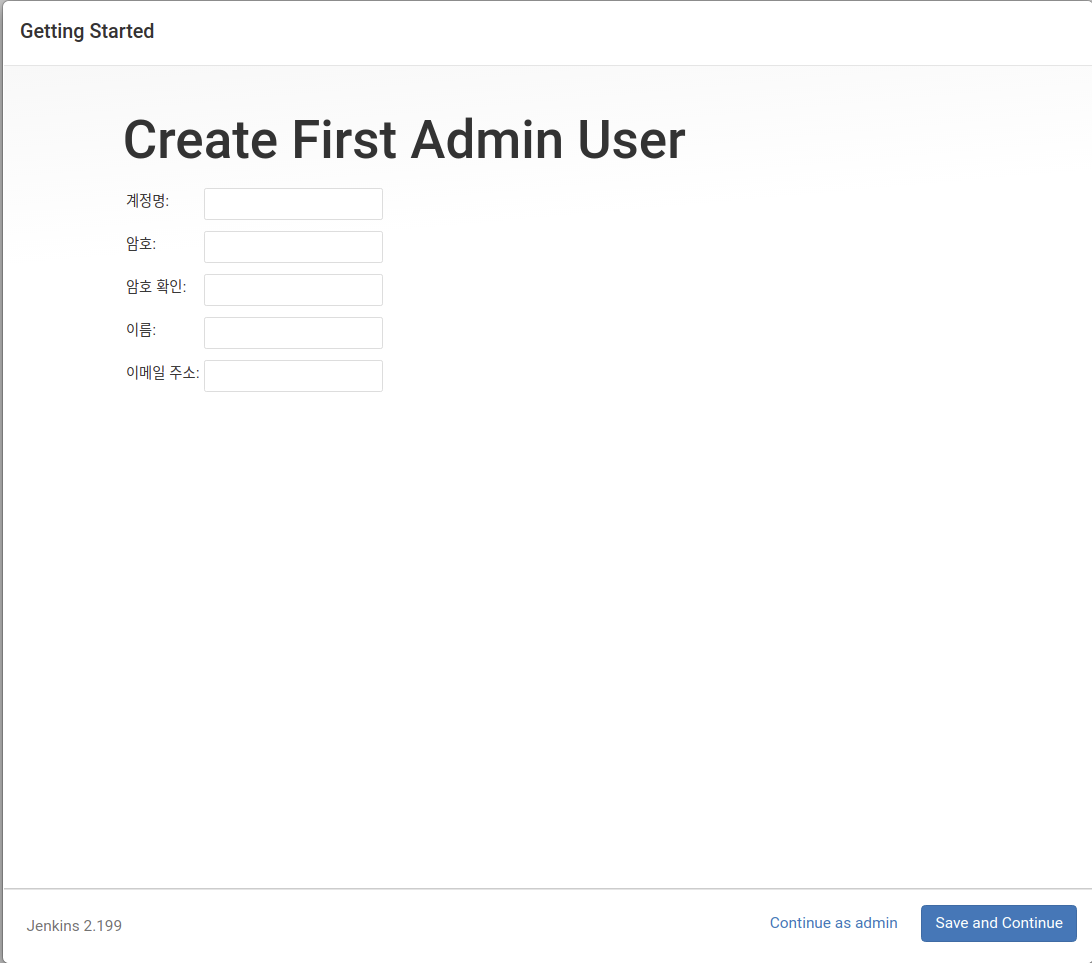 Getting Started
Create First Admin User
계정명:
암호:
암호 확인:
이름:
이메일 주소:
Jenkins 2.199
Continue as admin
Save and Continue